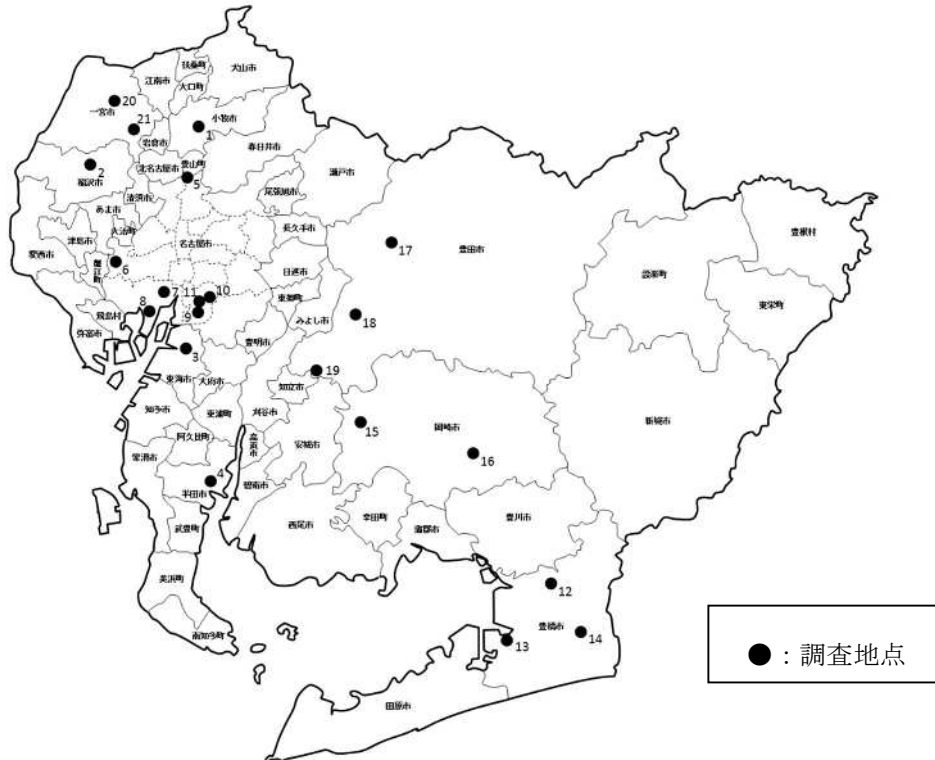 扶桑町
犬山市
江南市
大口町
20
一宮市
21
小牧市
1
岩倉市
春日井市
北名古屋市
豊山町
2
稲沢市
5
瀬戸市
清須市
尾張旭市
あま市
大治町
長久手市
津島市
名古屋市
17
豊田市
設楽町
豊根村
愛西市
蟹江町
6
日進市
東栄町
7
11
10
東郷町
8
飛島村
9
みよし市
18
弥富市
豊明市
3
東海市
大府市
19
知立市
知多市
東浦町
刈谷市
15
岡崎市
新城市
阿久比町
高浜市
安城市
16
常滑市
4
半田市
碧南市
西尾市
幸田町
豊川市
蒲郡市
武豊町
美浜町
12
南知多町
豊橋市
13
14
●：調査地点
田原市